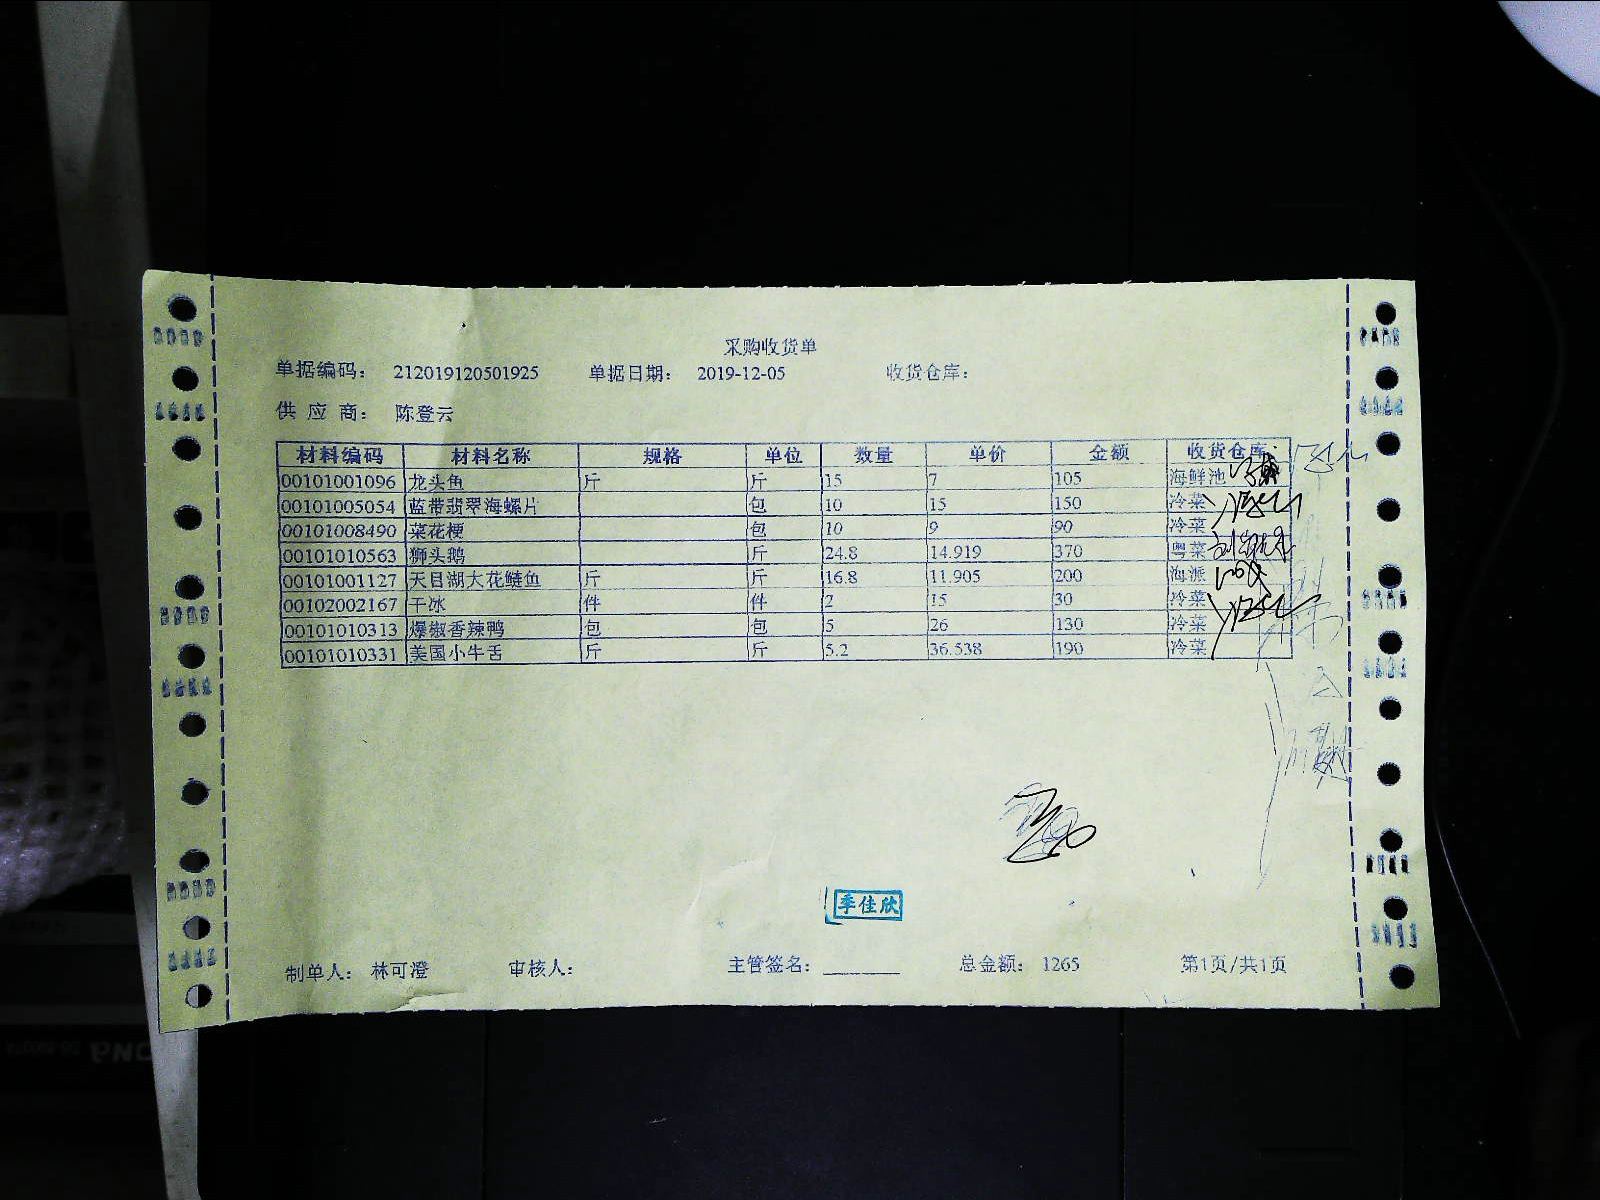 采购收货单
单据编码： 212019120501925 单据日期： 2019-12-05 收货仓库：
供 应 商： 陈登云
材料编码 材料名称 规格 单位 数量 单价 金额 收货仓库
00101001096 龙头鱼 斤 斤 15 7 105 海鲜池
00101005054 蓝带翡翠海螺片 包 10 15 150 冷菜
00101008490 菜花梗 包 10 9 90 冷菜
00101010563 狮头鹅 斤 24.8 14.919 370 粤菜
00101001127 天目湖大花鲢鱼 斤 斤 16.8 11.905 200 海派
00102002167 干冰 件 件 2 15 30 冷菜
00101010313 爆椒香辣鸭 包 包 5 26 130 冷菜
00101010331 美国小牛舌 斤 斤 5.2 36.538 190 冷菜
季佳欣
制单人： 林可澄 审核人： 主管签名： 总金额： 1265 第1页/共1页